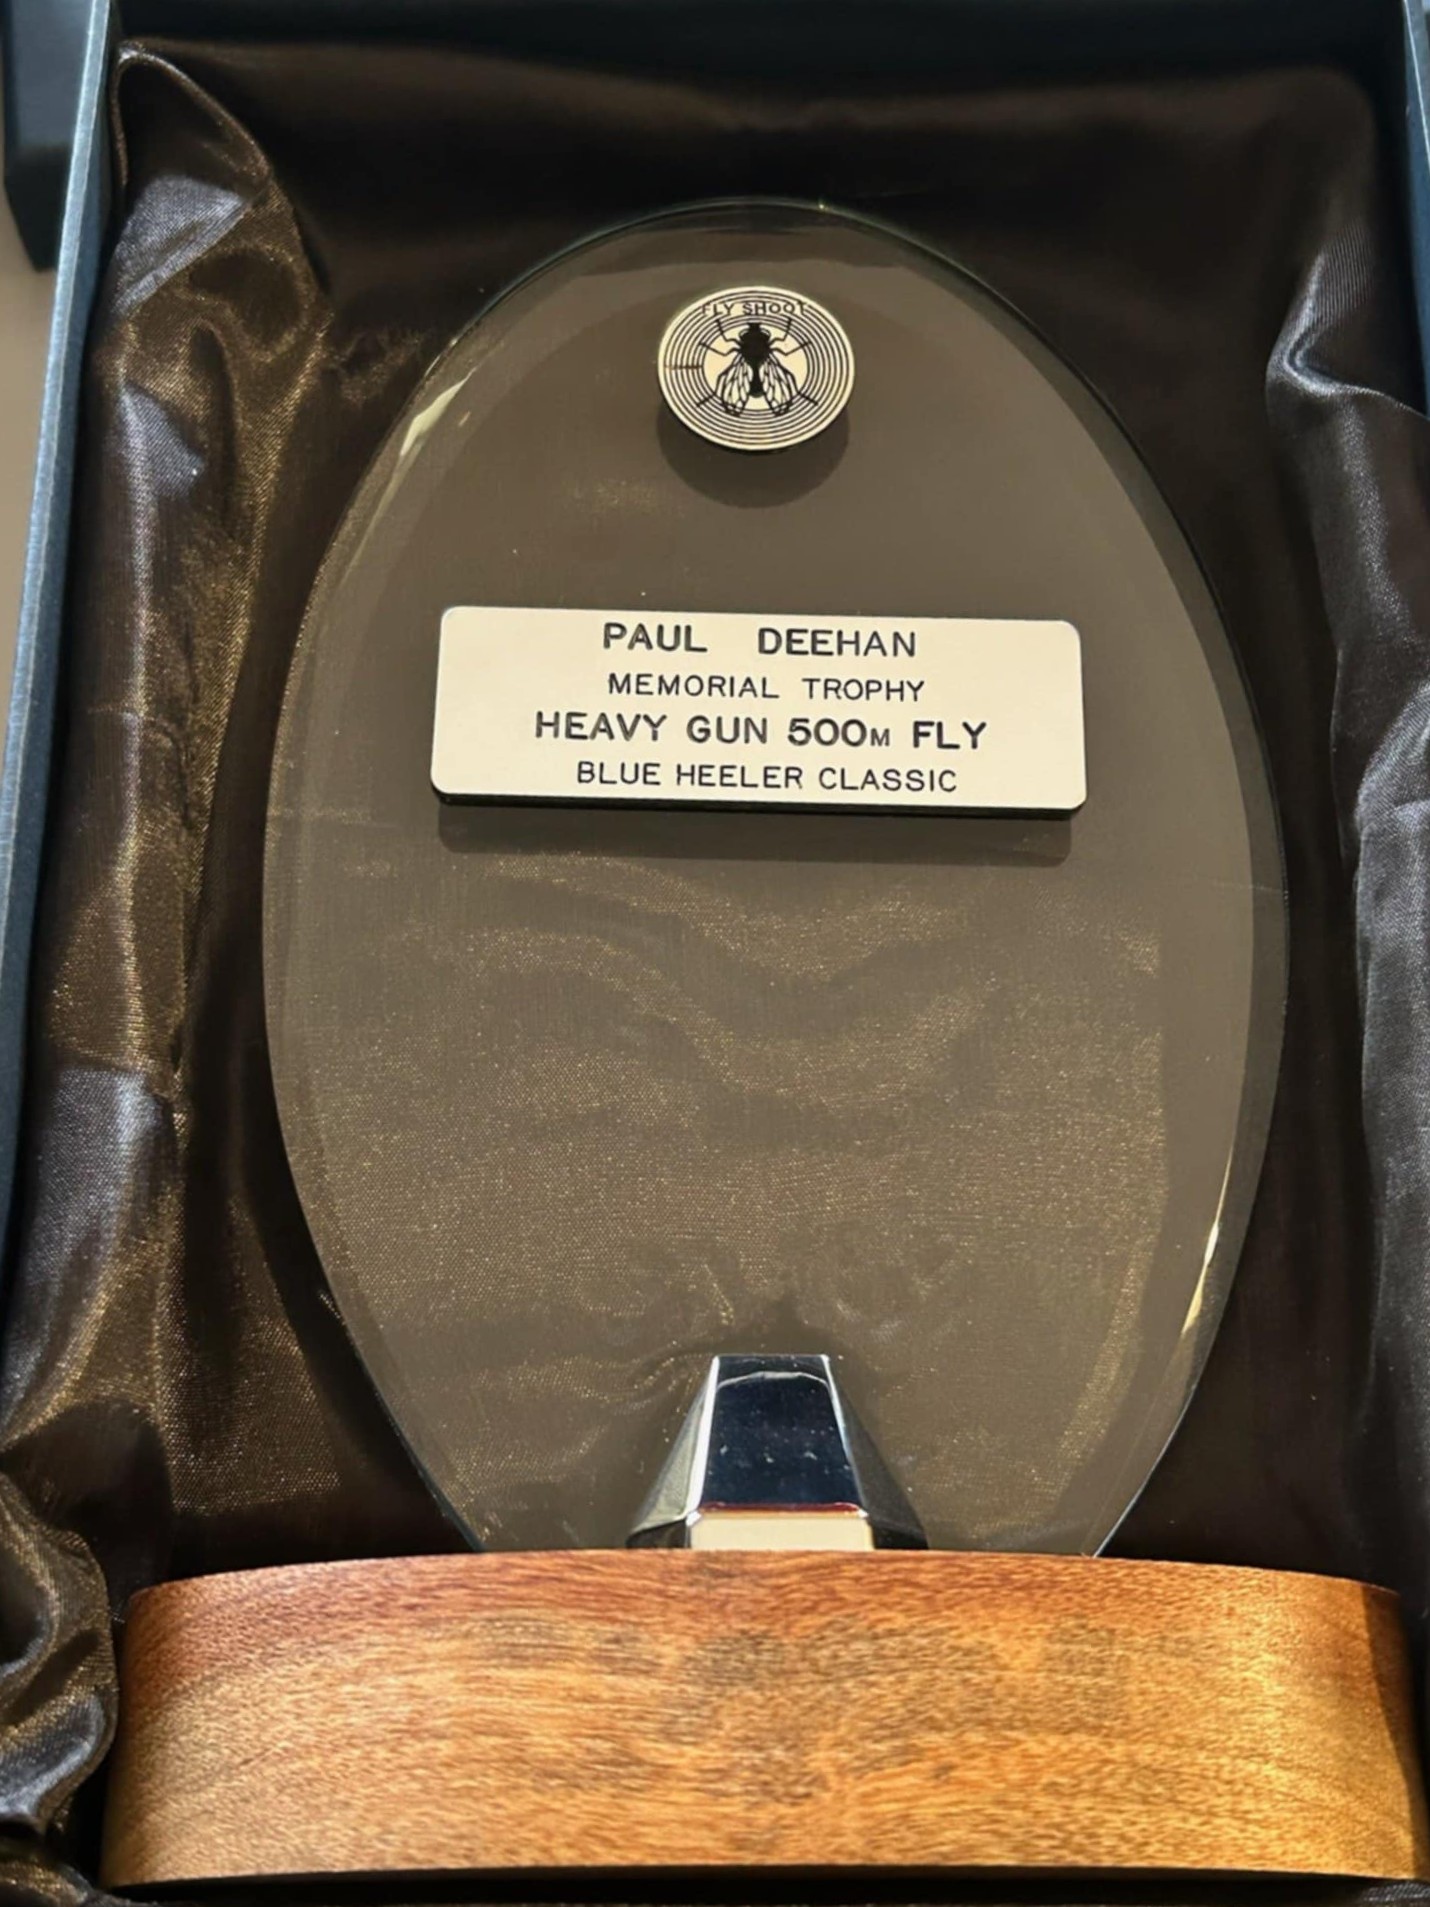 FLY SHOOT
PAUL DEEHAN
MEMORIAL TROPHY
HEAVY GUN 500M FLY
BLUE HEELER CLASSIC